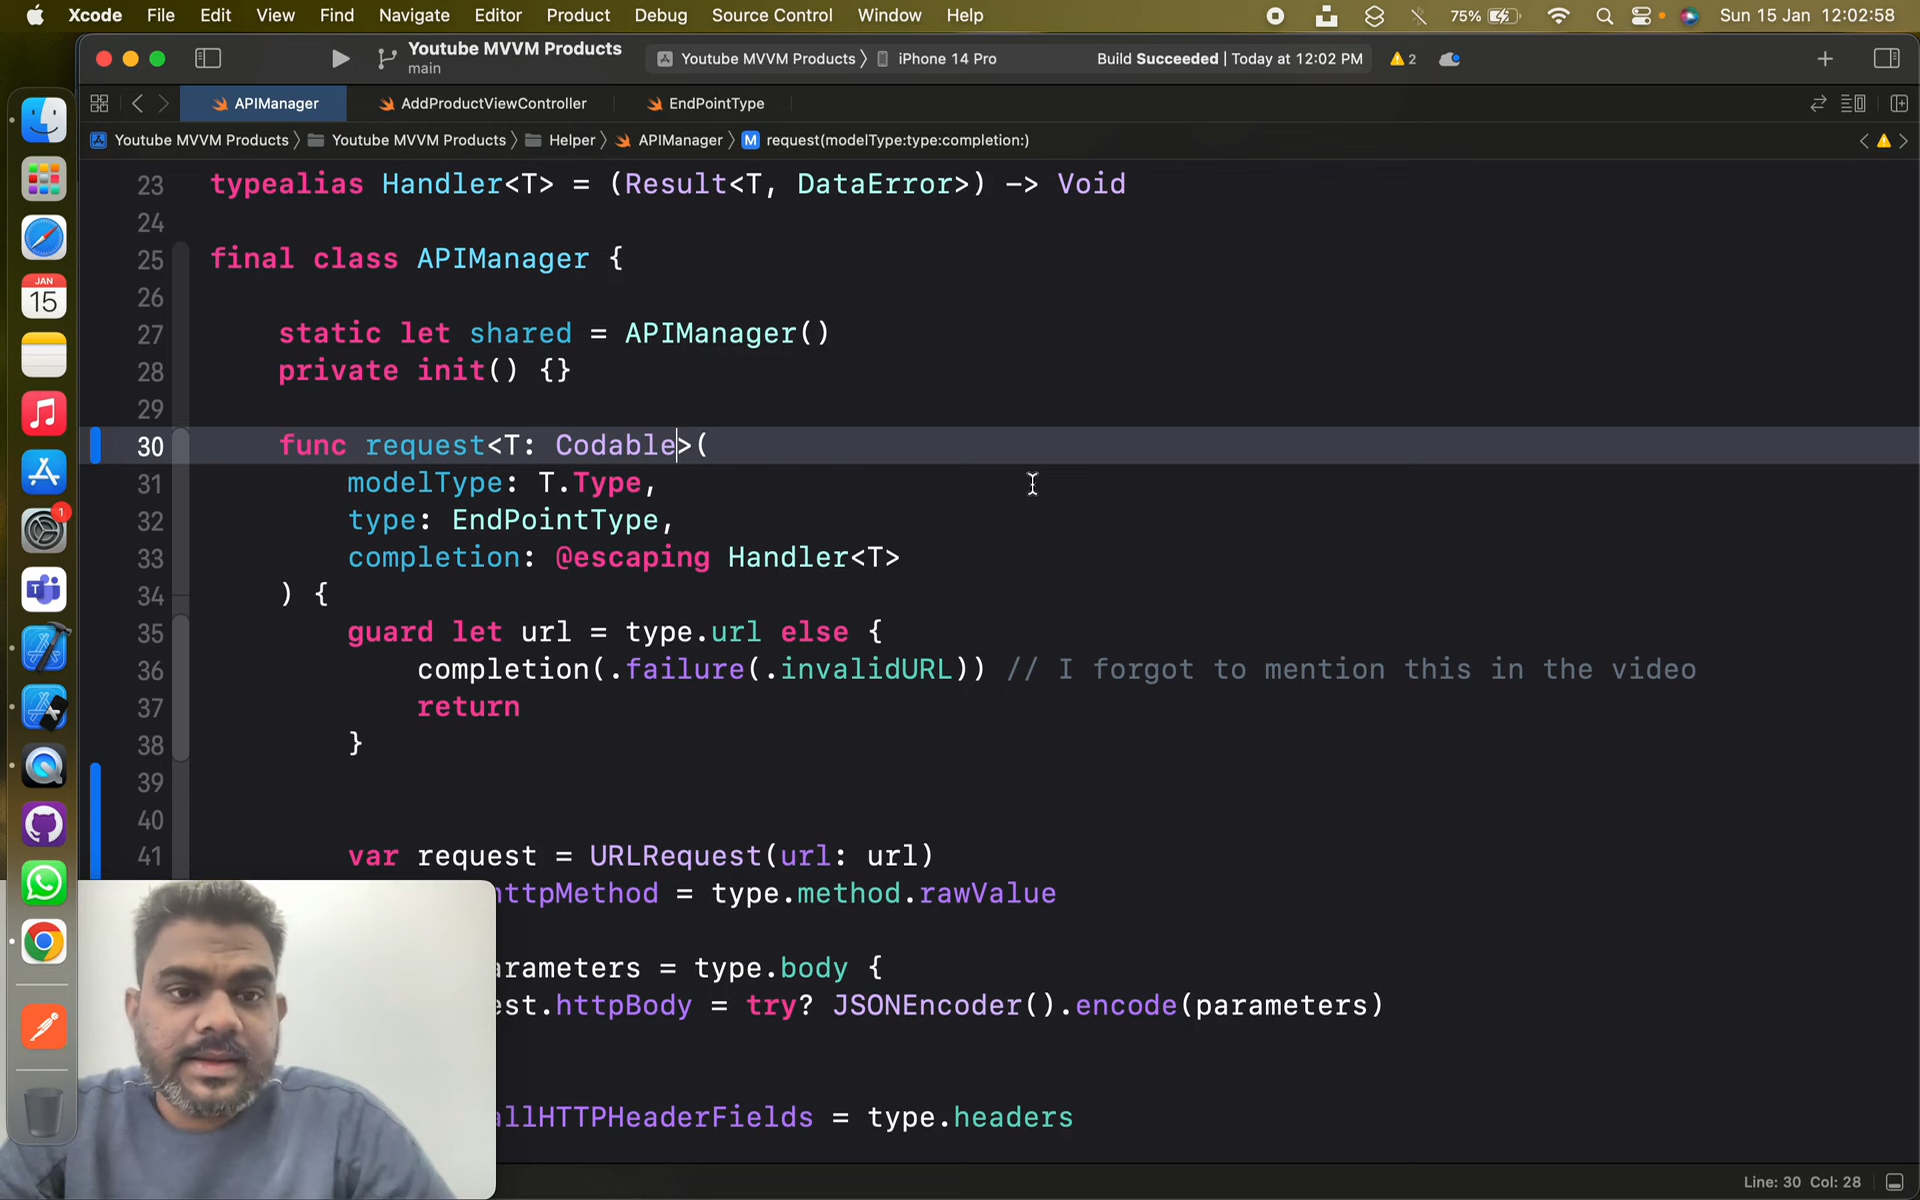 Xcode File Edit View Find Navigate Editor Product Debug Source Control Window Help 75% Sun 15 Jan 12:02:58
Youtube MVVM Products
main
Youtube MVVM Products iPhone 14 Pro Build Succeeded | Today at 12:02 PM 2
APIManager AddProductViewController EndPointType
Youtube MVVM Products Youtube MVVM Products Helper APIManager M request(modelType:type:completion:)
23 typealias Handler<T> = (Result<T, DataError>) -> Void
24
25 final class APIManager {
26
27 static let shared = APIManager()
28 private init() {}
29
30 func request<T: Codable>(
31 modelType: T.Type,
32 type: EndPointType,
33 completion: @escaping Handler<T>
34 ) {
35 guard let url = type.url else {
36 completion(.failure(.invalidURL)) // I forgot to mention this in the video
37 return
38 }
39
40
41 var request = URLRequest(url: url)
httpMethod = type.method.rawValue
arameters = type.body {
est.httpBody = try? JSONEncoder().encode(parameters)
allHTTPHeaderFields = type.headers
JAN
15
1
Line: 30 Col: 28